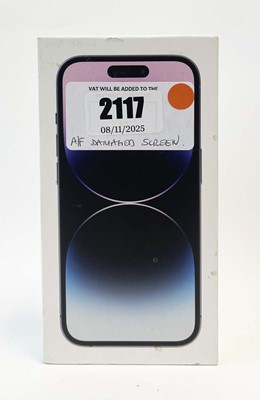 VAT WILL BE ADDED TO THE
2117
08/11/2025
A/F DAMAGED SCREEN.